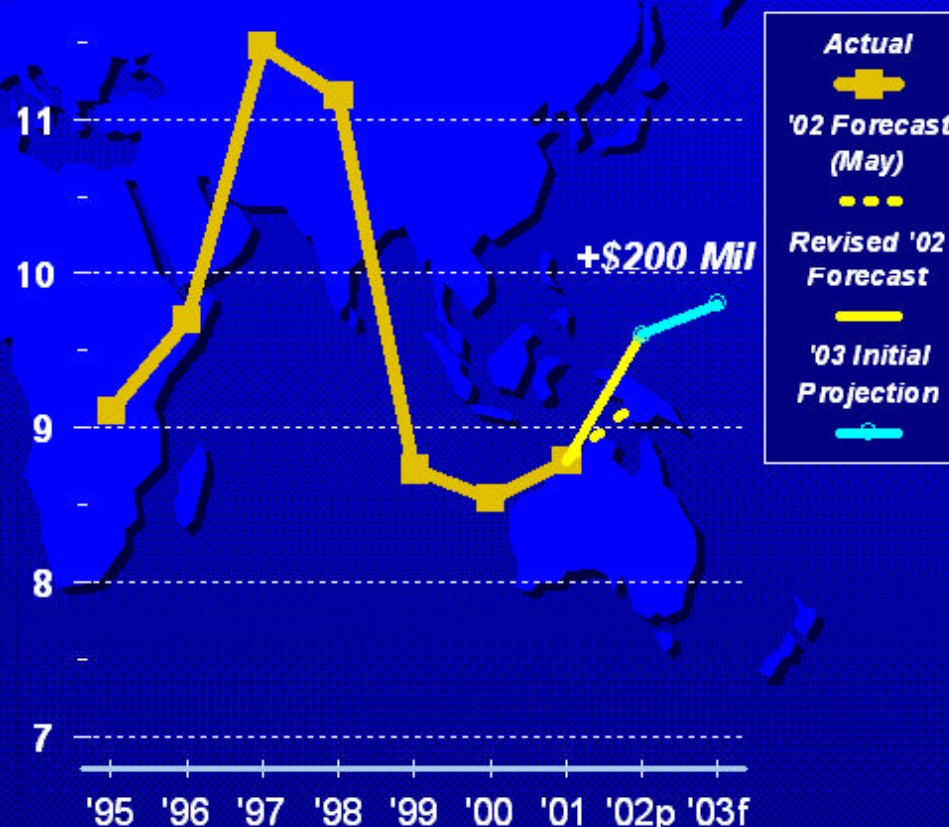 11
10
9
8
7
'95 '96 '97 '98 '99 '00 '01 '02p '03f
+$200 Mil
Actual
'02 Forecast
(May)
Revised '02
Forecast
'03 Initial
Projection